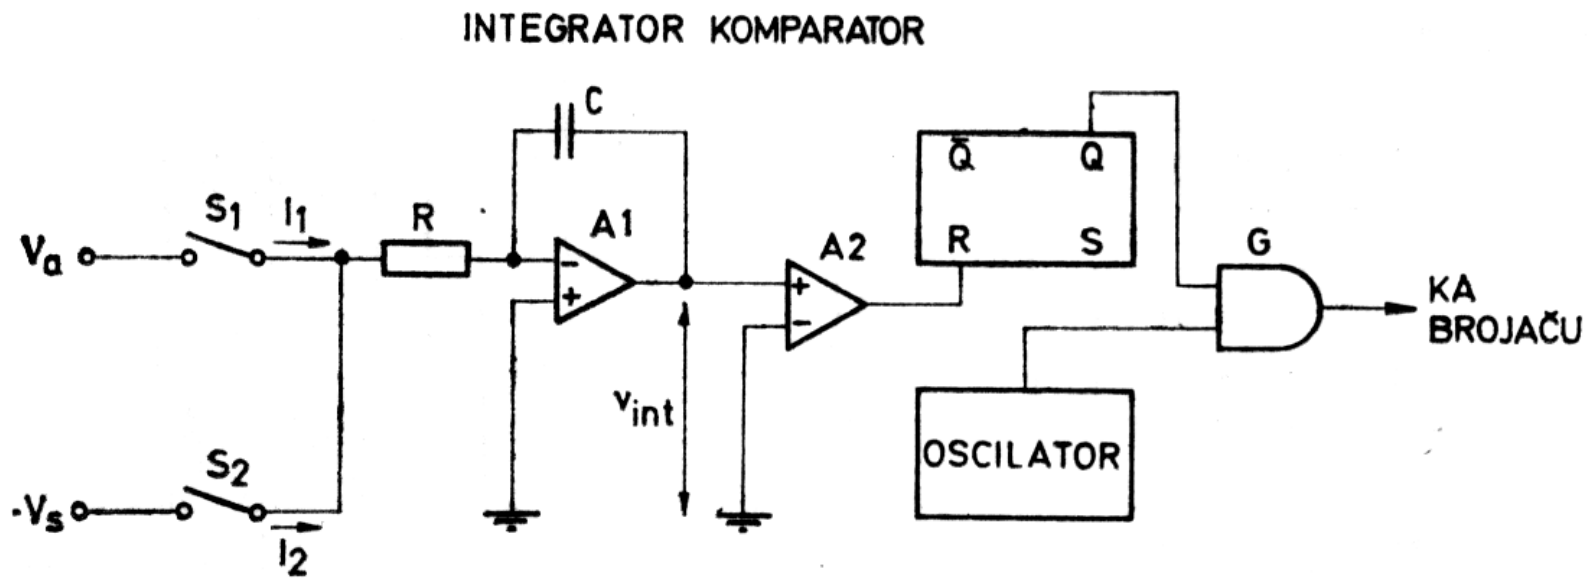 INTEGRATOR KOMPARATOR
C
S1
I1
R
A1
Va
A2
Q̄ Q
R S
G
KA
BROJAČU
vint
OSCILATOR
S2
-Vs
I2
- +
+ -